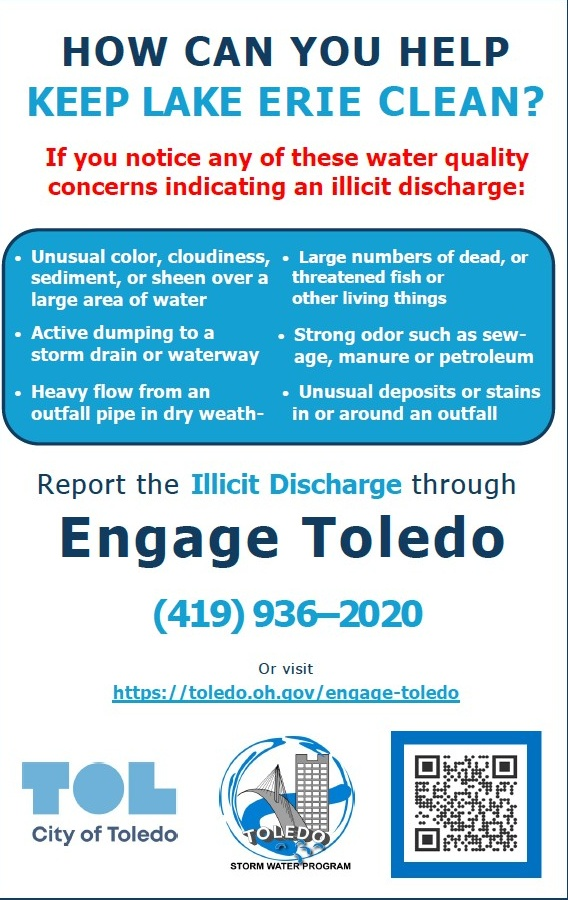 HOW CAN YOU HELP
KEEP LAKE ERIE CLEAN?
If you notice any of these water quality
concerns indicating an illicit discharge:
• Unusual color, cloudiness,
sediment, or sheen over a
large area of water
• Active dumping to a
storm drain or waterway
• Heavy flow from an
outfall pipe in dry weath-
• Large numbers of dead, or
threatened fish or
other living things
• Strong odor such as sew-
age, manure or petroleum
• Unusual deposits or stains
in or around an outfall
Report the Illicit Discharge through
Engage Toledo
(419) 936–2020
Or visit
https://toledo.oh.gov/engage-toledo
TOL
City of Toledo
TOLEDO
STORM WATER PROGRAM